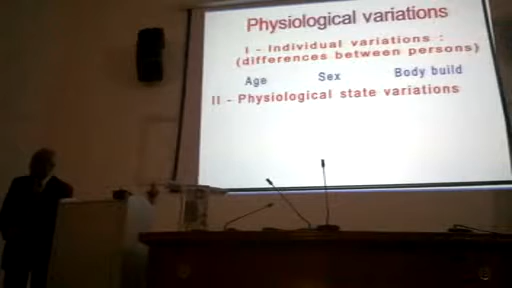 Physiological variations
I - Individual variations :
(differences between persons)
Age Sex Body build
II - Physiological state variations